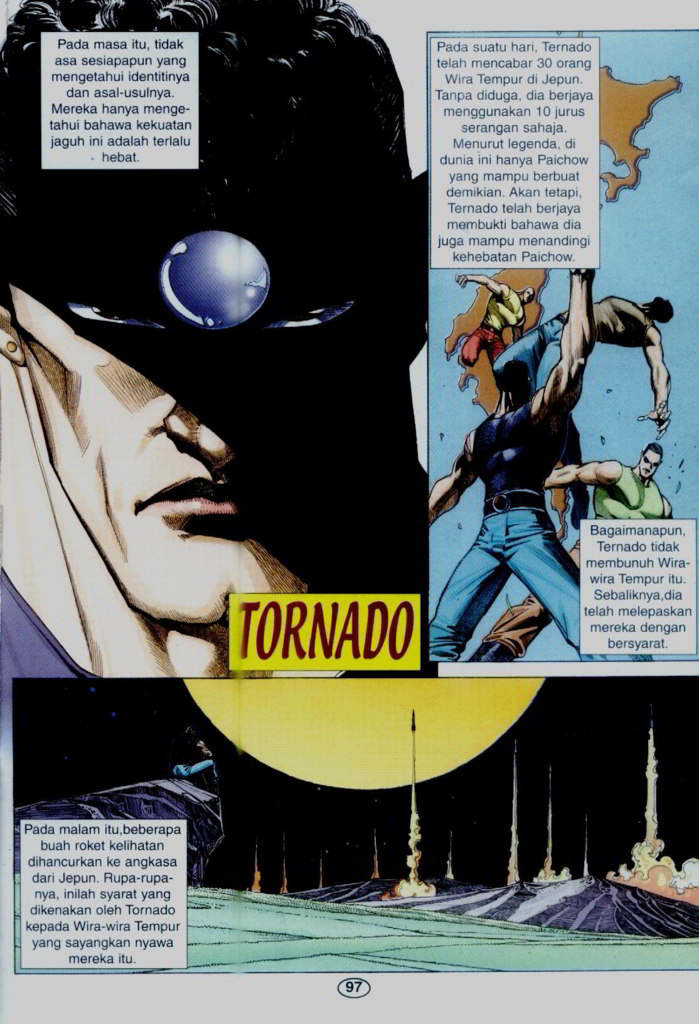 Pada masa itu, tidak
asa sesiapapun yang
mengetahui identitinya
dan asal-usulnya.
Mereka hanya menge-
tahui bahawa kekuatan
jaguh ini adalah terlalu
hebat.
Pada suatu hari, Ternado
telah mencabar 30 orang
Wira Tempur di Jepun.
Tanpa diduga, dia berjaya
menggunakan 10 jurus
serangan sahaja.
Menurut legenda, di
dunia ini hanya Paichow
yang mampu berbuat
demikian. Akan tetapi,
Ternado telah berjaya
membukti bahawa dia
juga mampu menandingi
kehebatan Paichow.
Bagaimanapun,
Ternado tidak
membunuh Wira-
wira Tempur itu.
Sebaliknya,dia
telah melepaskan
mereka dengan
bersyarat.
TORNADO
Pada malam itu,beberapa
buah roket kelihatan
dihancurkan ke angkasa
dari Jepun. Rupa-rupa-
nya, inilah syarat yang
dikenakan oleh Tornado
kepada Wira-wira Tempur
yang sayangkan nyawa
mereka itu.
97